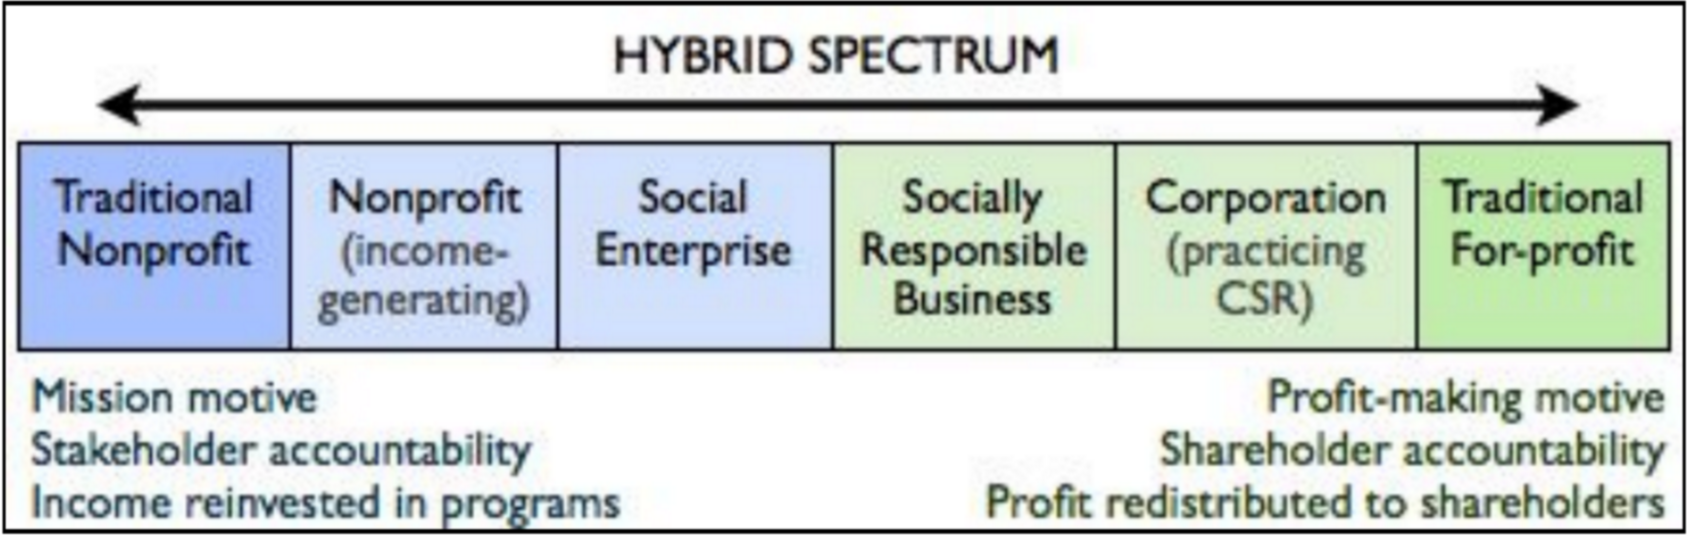 HYBRID SPECTRUM
Traditional
Nonprofit
Nonprofit
(income-
generating)
Social
Enterprise
Socially
Responsible
Business
Corporation
(practicing
CSR)
Traditional
For-profit
Mission motive
Stakeholder accountability
Income reinvested in programs
Profit-making motive
Shareholder accountability
Profit redistributed to shareholders